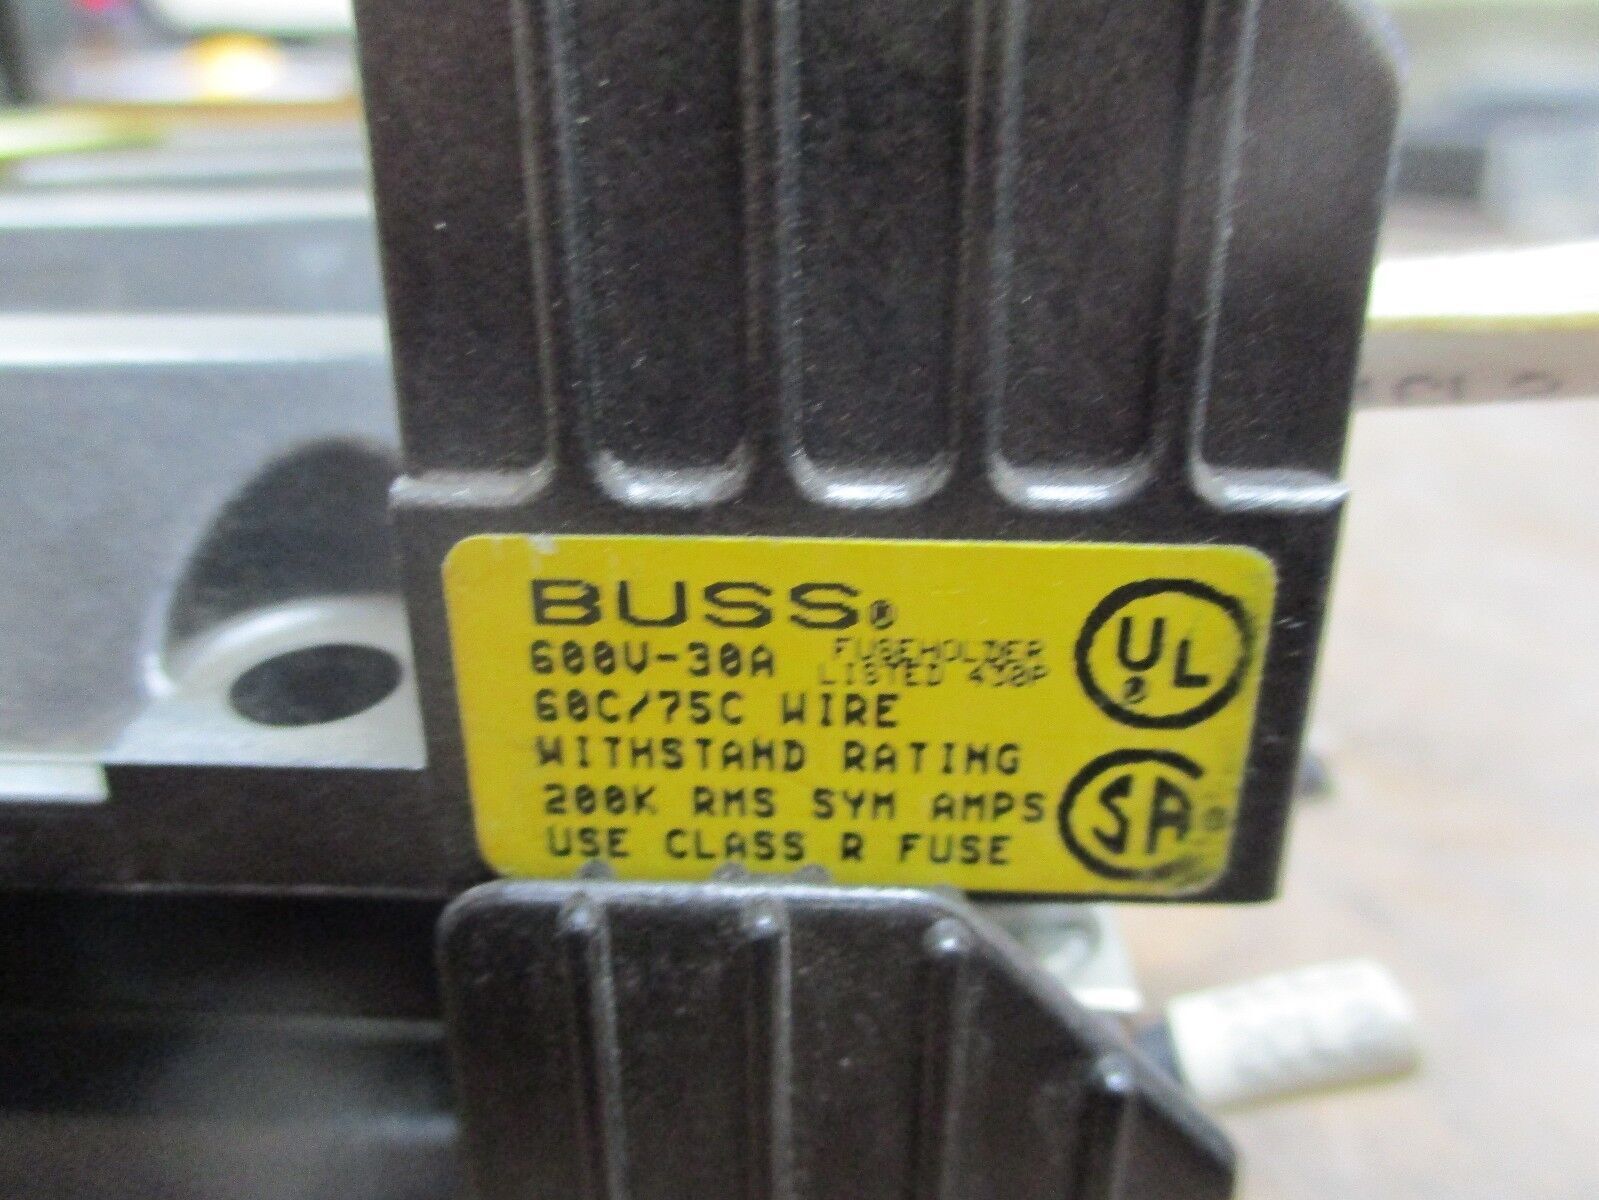 BUSS®
600V-30A FUSEHOLDER
LISTED 430P
60C/75C WIRE
WITHSTAND RATING
200K RMS SYM AMPS
USE CLASS R FUSE
UL®
SA®